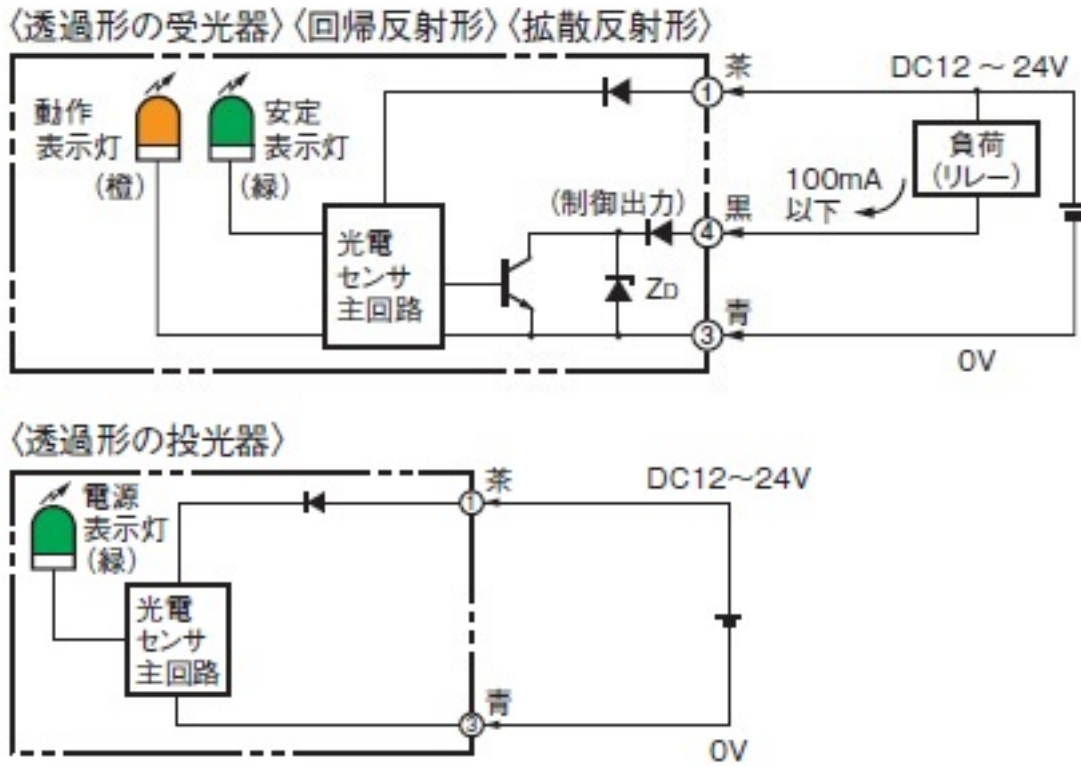 〈透過形の受光器〉〈回帰反射形〉〈拡散反射形〉
動作
表示灯
(橙)
安定
表示灯
(緑)
光電
センサ
主回路
(制御出力)
ZD
① 茶
④ 黒
③ 青
100mA
以下
DC12 ~ 24V
負荷
(リレー)
0V
〈透過形の投光器〉
電源
表示灯
(緑)
光電
センサ
主回路
① 茶
③ 青
DC12~24V
0V